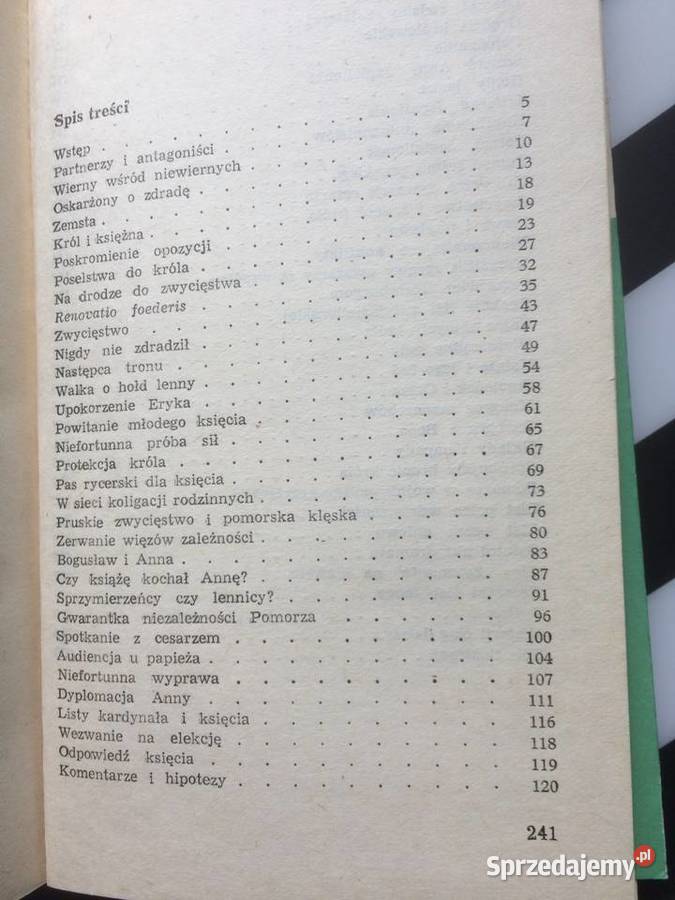 Spis treści
Wstęp . . . . . . . . . . . . 5
Partnerzy i antagoniści . . . . . . . . 7
Wierny wśród niewiernych . . . . . . . 10
Oskarżony o zdradę . . . . . . . . 13
Zemsta . . . . . . . . . . . . 18
Król i księżna . . . . . . . . . . 19
Poskromienie opozycji . . . . . . . . 23
Poselstwa do króla . . . . . . . . 27
Na drodze do zwycięstwa . . . . . . . 32
Renovatio foederis . . . . . . . . 35
Zwycięstwo . . . . . . . . . . 43
Nigdy nie zdradził . . . . . . . . 47
Następca tronu . . . . . . . . . 49
Walka o hołd lenny . . . . . . . . 54
Upokorzenie Eryka . . . . . . . . 58
Powitanie młodego księcia . . . . . . . 61
Niefortunna próba sił . . . . . . . . 65
Protekcja króla . . . . . . . . . 67
Pas rycerski dla księcia . . . . . . . 69
W sieci koligacji rodzinnych . . . . . . . 73
Pruskie zwycięstwo i pomorska klęska . . . . 76
Zerwanie więzów zależności . . . . . . . 80
Bogusław i Anna . . . . . . . . . 83
Czy książę kochał Annę? . . . . . . . 87
Sprzymierzeńcy czy lennicy? . . . . . . 91
Gwarantka niezależności Pomorza . . . . . 96
Spotkanie z cesarzem . . . . . . . . 100
Audiencja u papieża . . . . . . . . 104
Niefortunna wyprawa . . . . . . . . 107
Dyplomacja Anny . . . . . . . . . 111
Listy kardynała i księcia . . . . . . . 116
Wezwanie na elekcję . . . . . . . . 118
Odpowiedź księcia . . . . . . . . 119
Komentarze i hipotezy . . . . . . . . 120
241
Sprzedajemy.pl